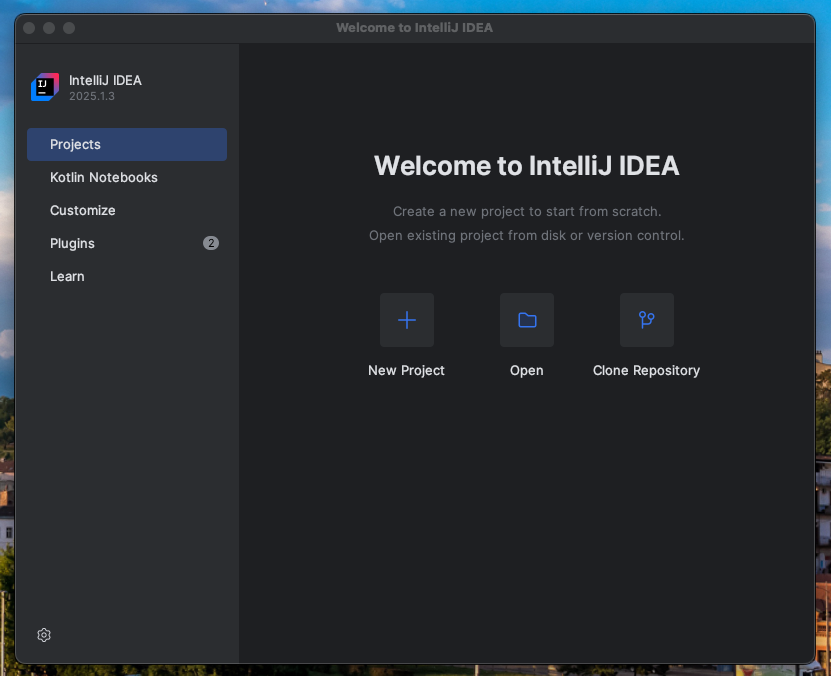 Welcome to IntelliJ IDEA
IJ
IntelliJ IDEA
2025.1.3
Projects
Kotlin Notebooks
Customize
Plugins 2
Learn
Welcome to IntelliJ IDEA
Create a new project to start from scratch.
Open existing project from disk or version control.
New Project
Open
Clone Repository